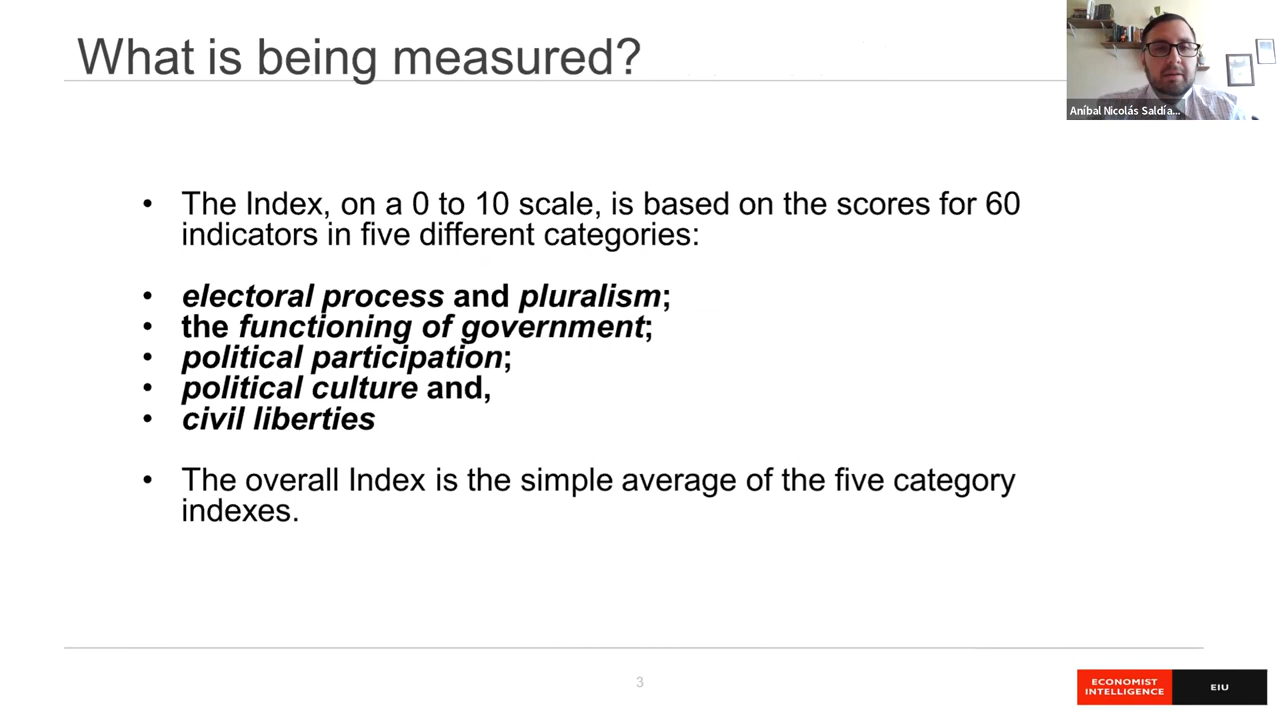 What is being measured?
Aníbal Nicolás Saldía...
• The Index, on a 0 to 10 scale, is based on the scores for 60
indicators in five different categories:
• electoral process and pluralism;
• the functioning of government;
• political participation;
• political culture and,
• civil liberties
• The overall Index is the simple average of the five category
indexes.
3
ECONOMIST
INTELLIGENCE
EIU